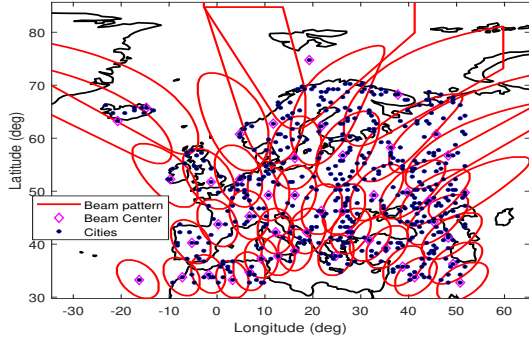 80
70
60
50
40
30
Latitude (deg)
Beam pattern
Beam Center
Cities
-30 -20 -10 0 10 20 30 40 50 60
Longitude (deg)